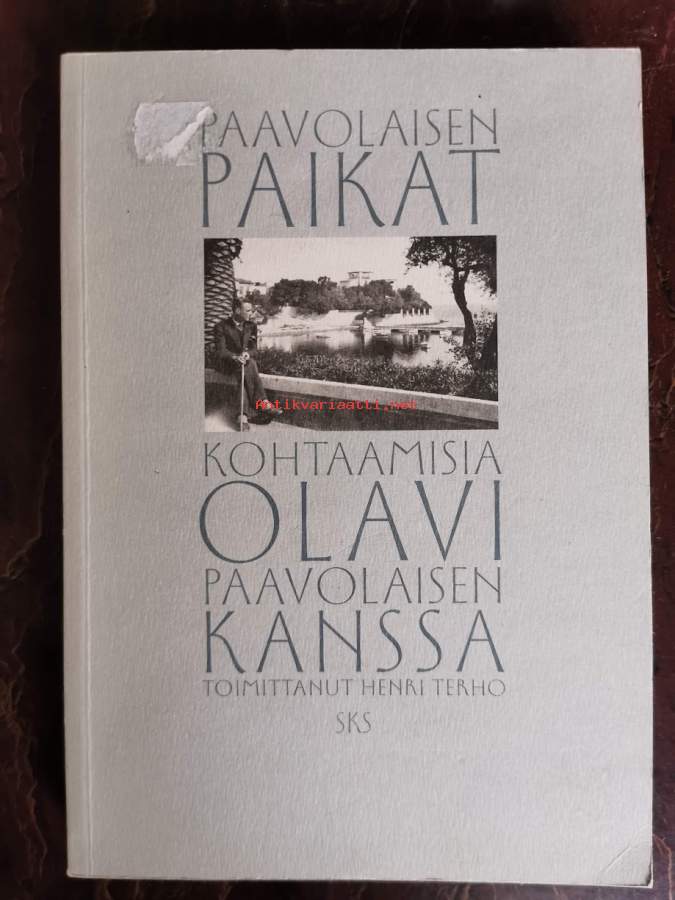 PAAVOLAISEN
PAIKAT
Antikvariaatti.net
KOHTAAMISIA
OLAVI
PAAVOLAISEN
KANSSA
TOIMITTANUT HENRI TERHO
SKS